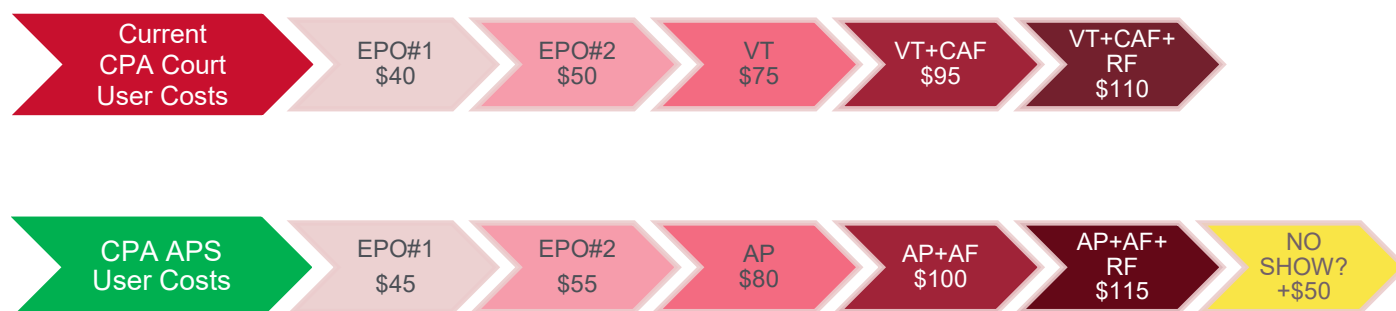 Current
CPA Court
User Costs
EPO#1
$40
EPO#2
$50
VT
$75
VT+CAF
$95
VT+CAF+
RF
$110
CPA APS
User Costs
EPO#1
$45
EPO#2
$55
AP
$80
AP+AF
$100
AP+AF+
RF
$115
NO
SHOW?
+$50